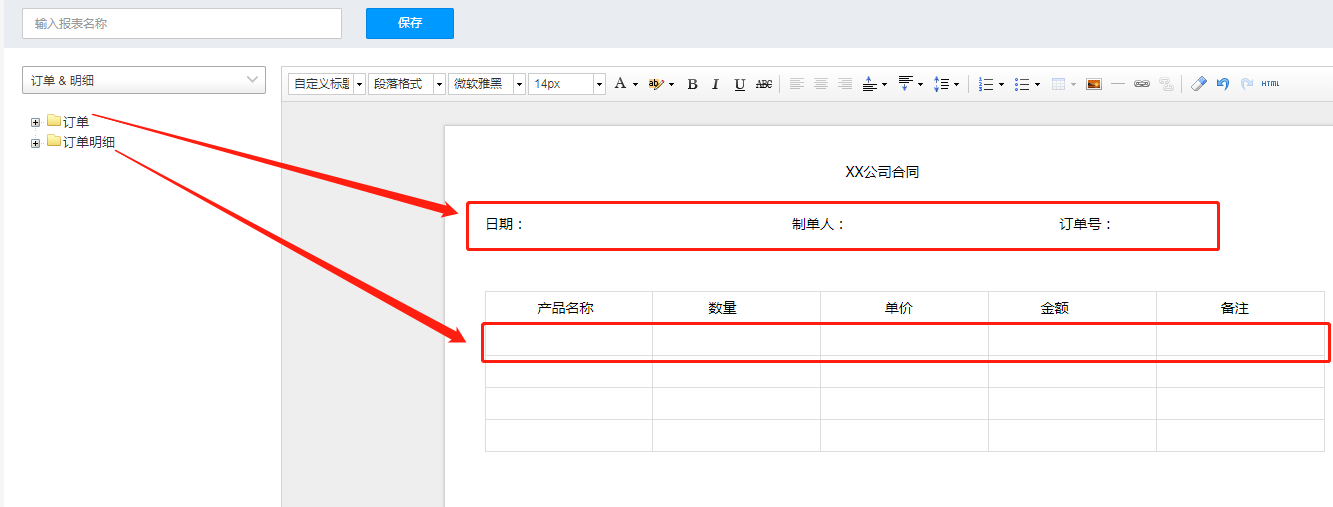 输入报表名称 保存
订单 & 明细
自定义标题 段落格式 微软雅黑 14px A ab B I U ABC HTML
订单
订单明细
XX公司合同
日期： 制单人： 订单号：
产品名称 数量 单价 金额 备注